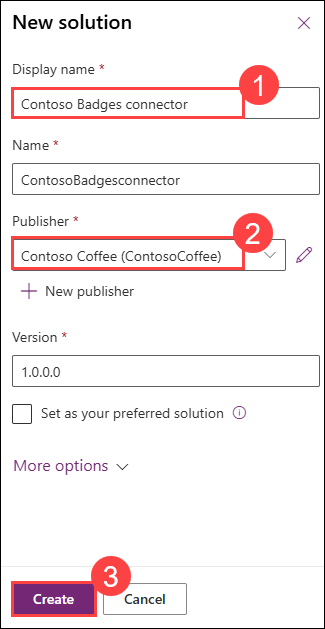 New solution
Display name *
1
Contoso Badges connector
Name *
ContosoBadgesconnector
Publisher *
2
Contoso Coffee (ContosoCoffee)
New publisher
Version *
1.0.0.0
Set as your preferred solution
More options
3
Create Cancel